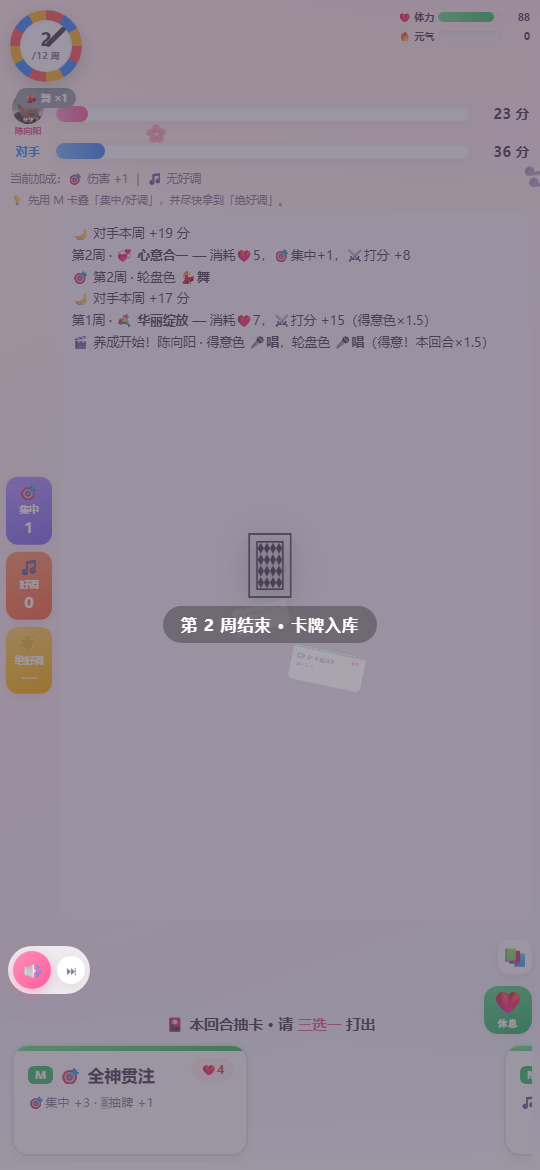 2
/12 周
体力 88
元气 0
舞 ×1
陈向阳
23 分
对手
36 分
当前加成: 伤害 +1 | 无好调
先用 M 卡叠「集中/好调」，并尽快拿到「绝好调」。
对手本周 +19 分
第2周 · 心意合一 — 消耗❤5, 集中+1, 打分 +8
第2周 · 轮盘色 舞
对手本周 +17 分
第1周 · 华丽绽放 — 消耗❤7, 打分 +15（得意色×1.5）
养成开始！陈向阳 · 得意色 唱, 轮盘色 唱（得意！本回合×1.5）
集中
1
好调
0
绝好调
—
第 2 周结束 • 卡牌入库
休息
本回合抽卡 • 请 三选一 打出
M 全神贯注 ❤4
集中 +3 · 抽牌 +1